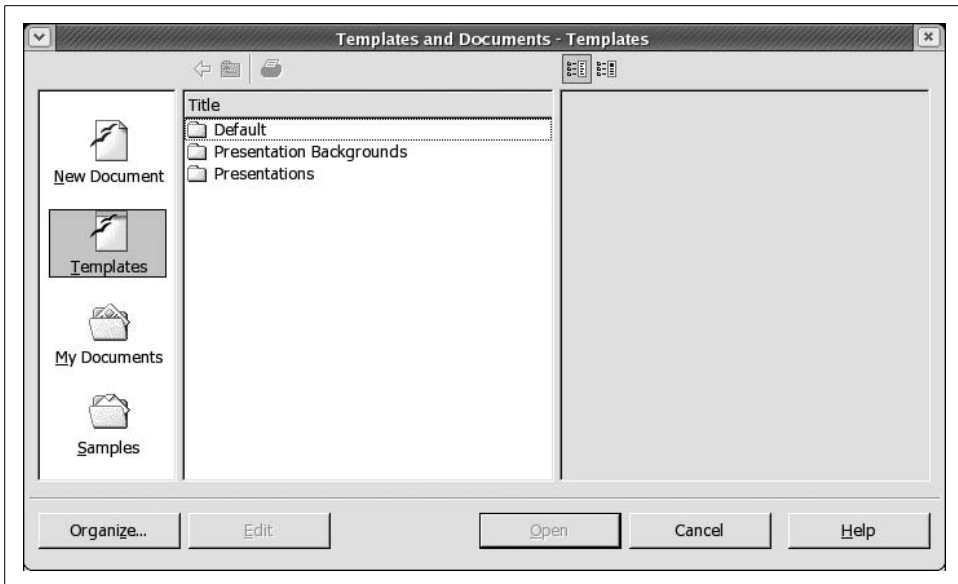 Templates and Documents - Templates
New Document
Templates
My Documents
Samples
Title
Default
Presentation Backgrounds
Presentations
Organize...
Edit
Open
Cancel
Help